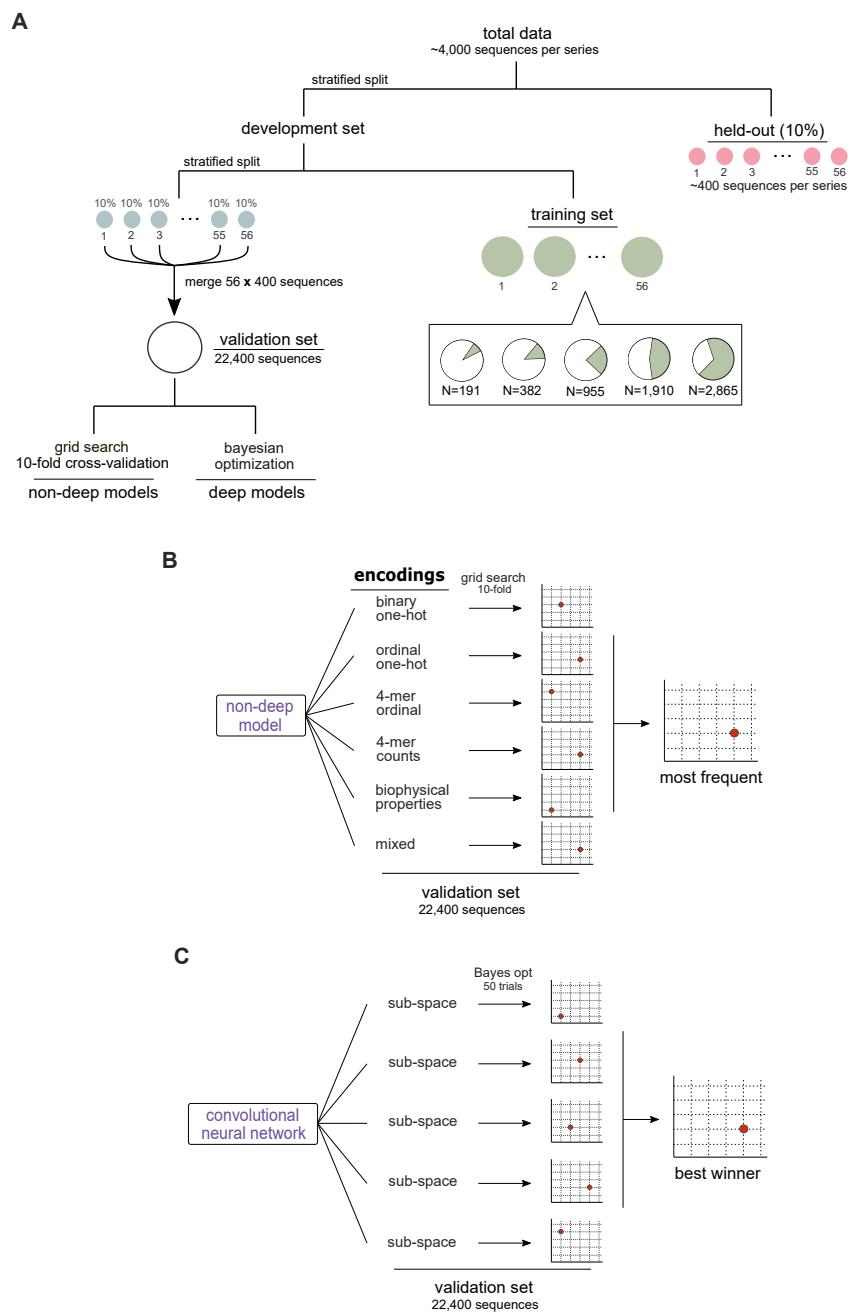 A
total data
~4,000 sequences per series
stratified split
development set
held-out (10%)
1 2 3 ... 55 56
~400 sequences per series
stratified split
10% 10% 10% ... 10% 10%
1 2 3 55 56
training set
1 2 ... 56
merge 56 x 400 sequences
validation set
22,400 sequences
N=191 N=382 N=955 N=1,910 N=2,865
grid search
10-fold cross-validation
non-deep models
bayesian
optimization
deep models
B
encodings
grid search
10-fold
binary
one-hot
ordinal
one-hot
4-mer
ordinal
4-mer
counts
biophysical
properties
mixed
non-deep
model
most frequent
validation set
22,400 sequences
C
Bayes opt
50 trials
sub-space
sub-space
sub-space
sub-space
sub-space
convolutional
neural network
best winner
validation set
22,400 sequences